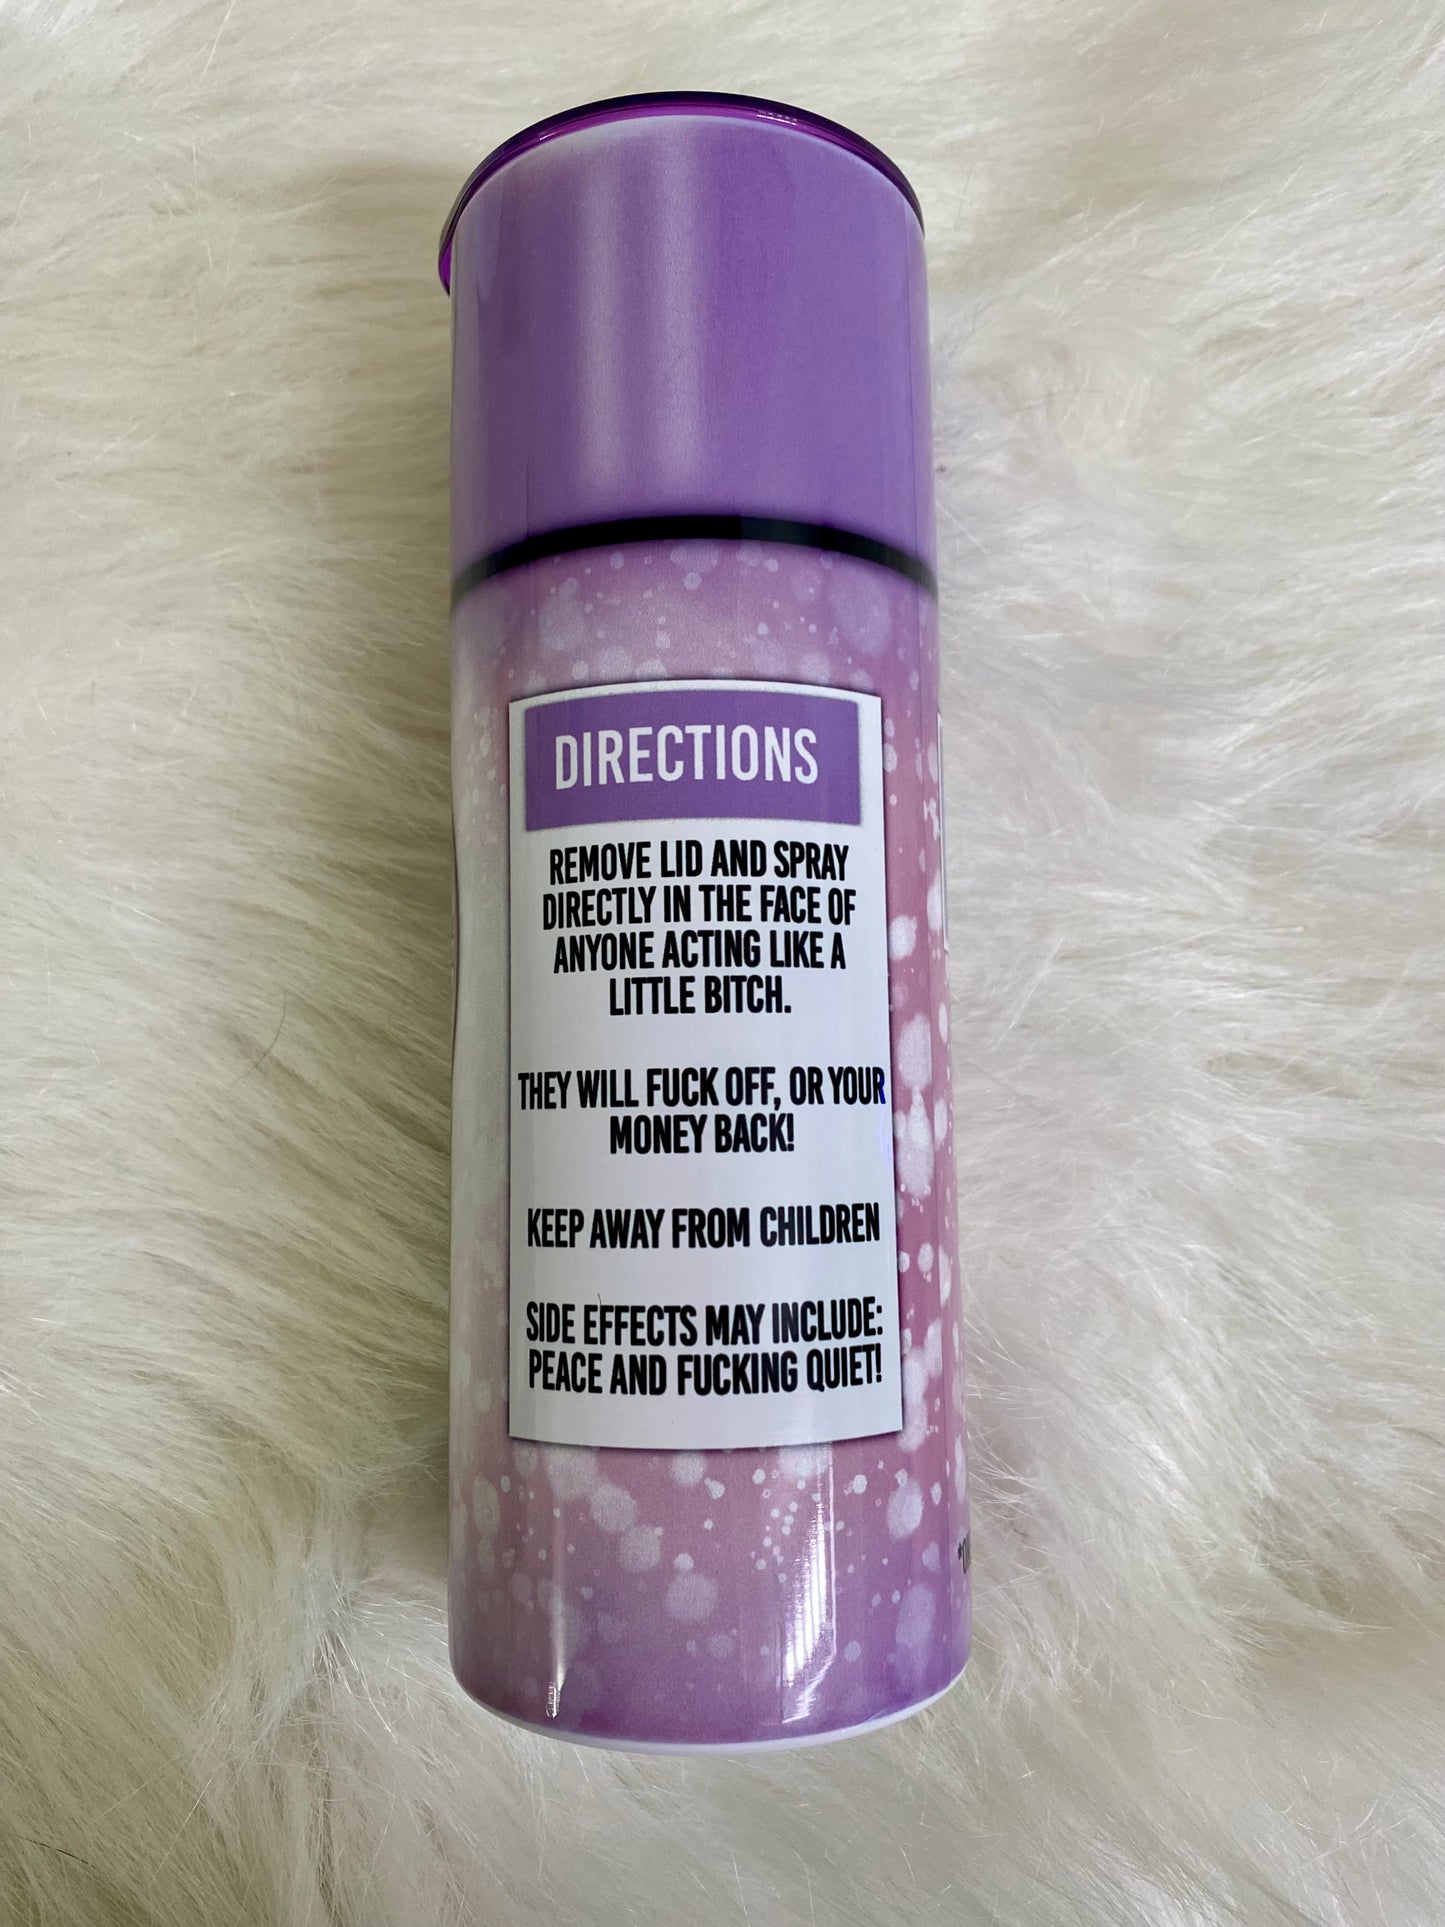 DIRECTIONS
REMOVE LID AND SPRAY
DIRECTLY IN THE FACE OF
ANYONE ACTING LIKE A
LITTLE BITCH.
THEY WILL FUCK OFF, OR YOUR
MONEY BACK!
KEEP AWAY FROM CHILDREN
SIDE EFFECTS MAY INCLUDE:
PEACE AND FUCKING QUIET!